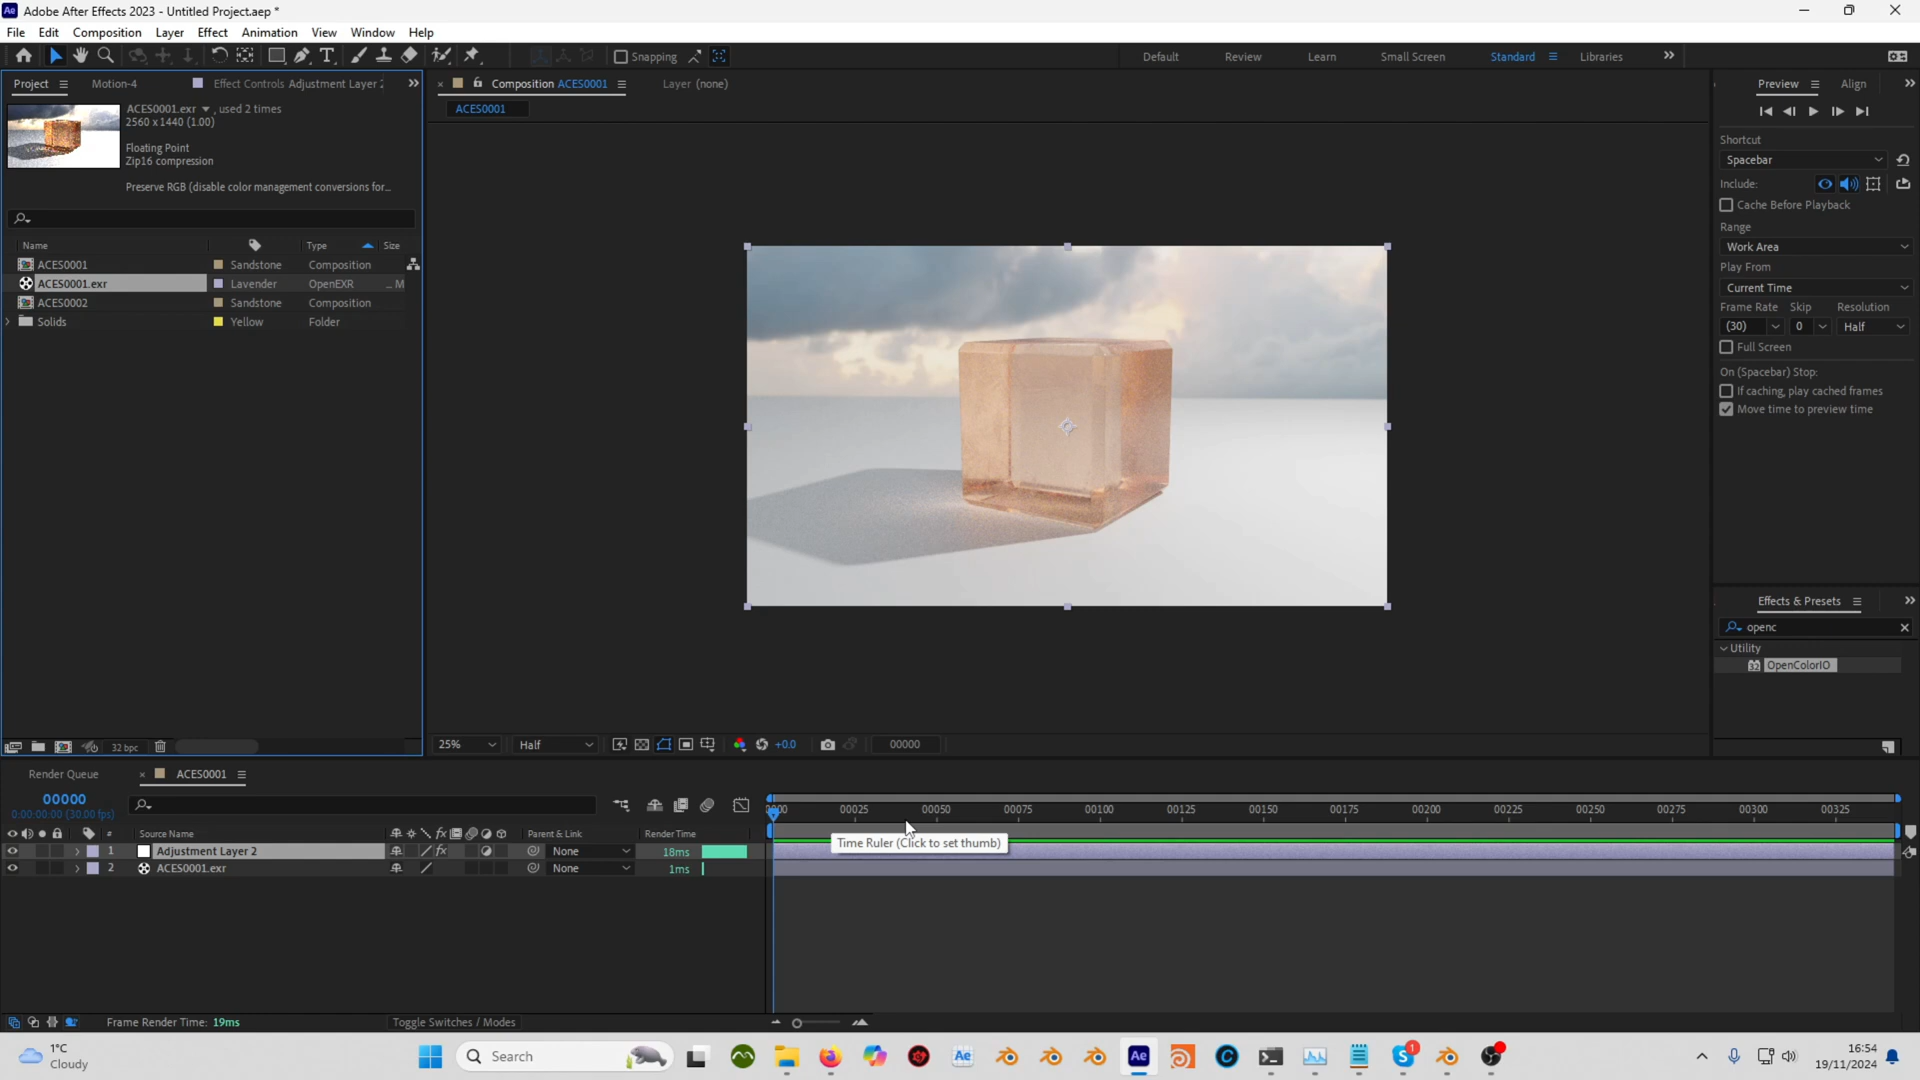 Adobe After Effects 2023 - Untitled Project.aep *
File Edit Composition Layer Effect Animation View Window Help
Snapping
Default Review Learn Small Screen Standard Libraries
Project Motion-4 Effect Controls Adjustment Layer 2
Composition ACES0001 Layer (none)
Preview Align
ACES0001.exr , used 2 times
2560 x 1440 (1.00)
ACES0001
Floating Point
Zip16 compression
Preserve RGB (disable color management conversions for...
Shortcut
Spacebar
Include:
Cache Before Playback
Range
Work Area
Play From
Current Time
Frame Rate Skip Resolution
(30) 0 Half
Full Screen
On (Spacebar) Stop:
If caching, play cached frames
Move time to preview time
Name Type Size
ACES0001 Sandstone Composition
ACES0001.exr Lavender OpenEXR ... M
ACES0002 Sandstone Composition
Solids Yellow Folder
Effects & Presets
openc
Utility
32 OpenColorIO
32 bpc
25% Half +0.0 00000
Render Queue ACES0001
00000
0:00:00:00 (30.00 fps)
00025 00050 00075 00100 00125 00150 00175 00200 00225 00250 00275 00300 00325
# Source Name fx Parent & Link Render Time
1 Adjustment Layer 2 fx None 18ms
2 ACES0001.exr None 1ms
Time Ruler (Click to set thumb)
Frame Render Time: 19ms Toggle Switches / Modes
1°C
Cloudy
Search
Ae
Ae
1
16:54
19/11/2024